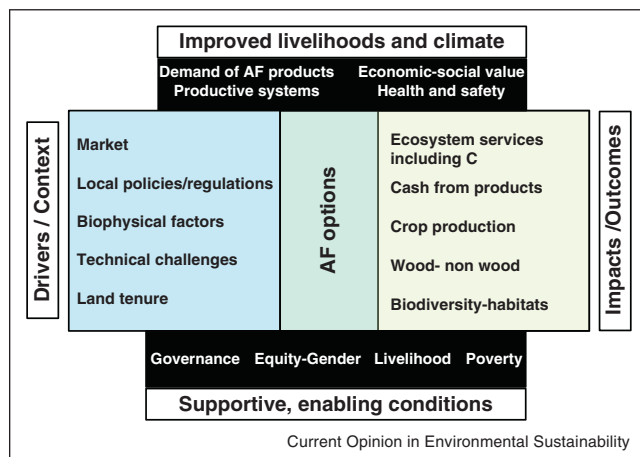 Improved livelihoods and climate
Demand of AF products Economic-social value
Productive systems Health and safety
Drivers / Context
Market
Local policies/regulations
Biophysical factors
Technical challenges
Land tenure
AF options
Ecosystem services
including C
Cash from products
Crop production
Wood- non wood
Biodiversity-habitats
Impacts /Outcomes
Governance Equity-Gender Livelihood Poverty
Supportive, enabling conditions
Current Opinion in Environmental Sustainability